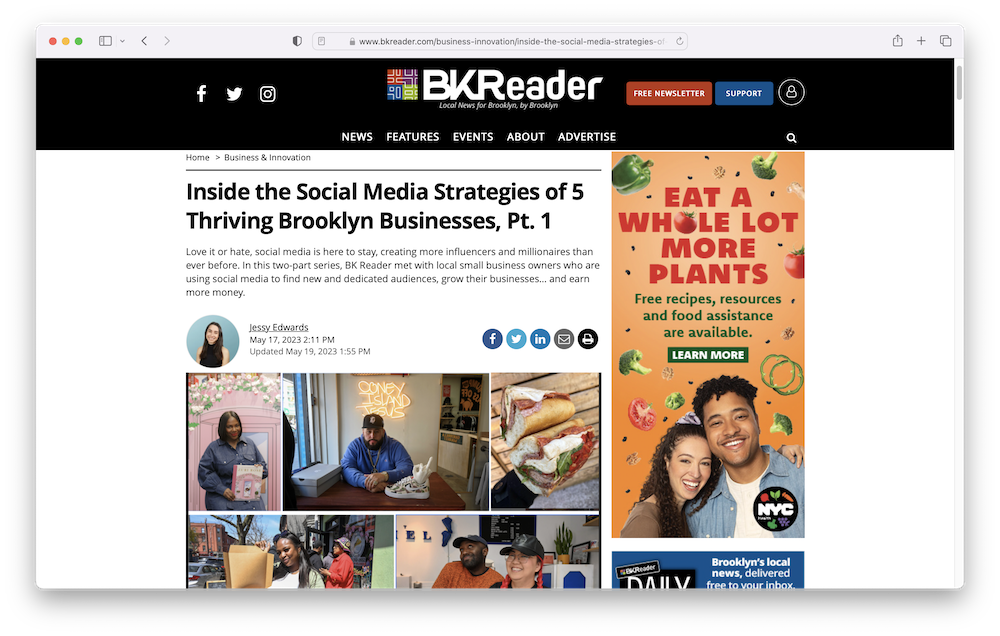 www.bkreader.com/business-innovation/inside-the-social-media-strategies-of
BKReader
Local News for Brooklyn, by Brooklyn
FREE NEWSLETTER
SUPPORT
NEWS FEATURES EVENTS ABOUT ADVERTISE
Home > Business & Innovation
Inside the Social Media Strategies of 5
Thriving Brooklyn Businesses, Pt. 1
Love it or hate, social media is here to stay, creating more influencers and millionaires than
ever before. In this two-part series, BK Reader met with local small business owners who are
using social media to find new and dedicated audiences, grow their businesses... and earn
more money.
Jessy Edwards
May 17, 2023 2:11 PM
Updated May 19, 2023 1:55 PM
CONEY
ISLAND
JESUS
EAT A
WHOLE LOT
MORE
PLANTS
Free recipes, resources
and food assistance
are available.
LEARN MORE
NYC
Health
BKReader
DAILY
Brooklyn's local
news, delivered
free to your inbox.